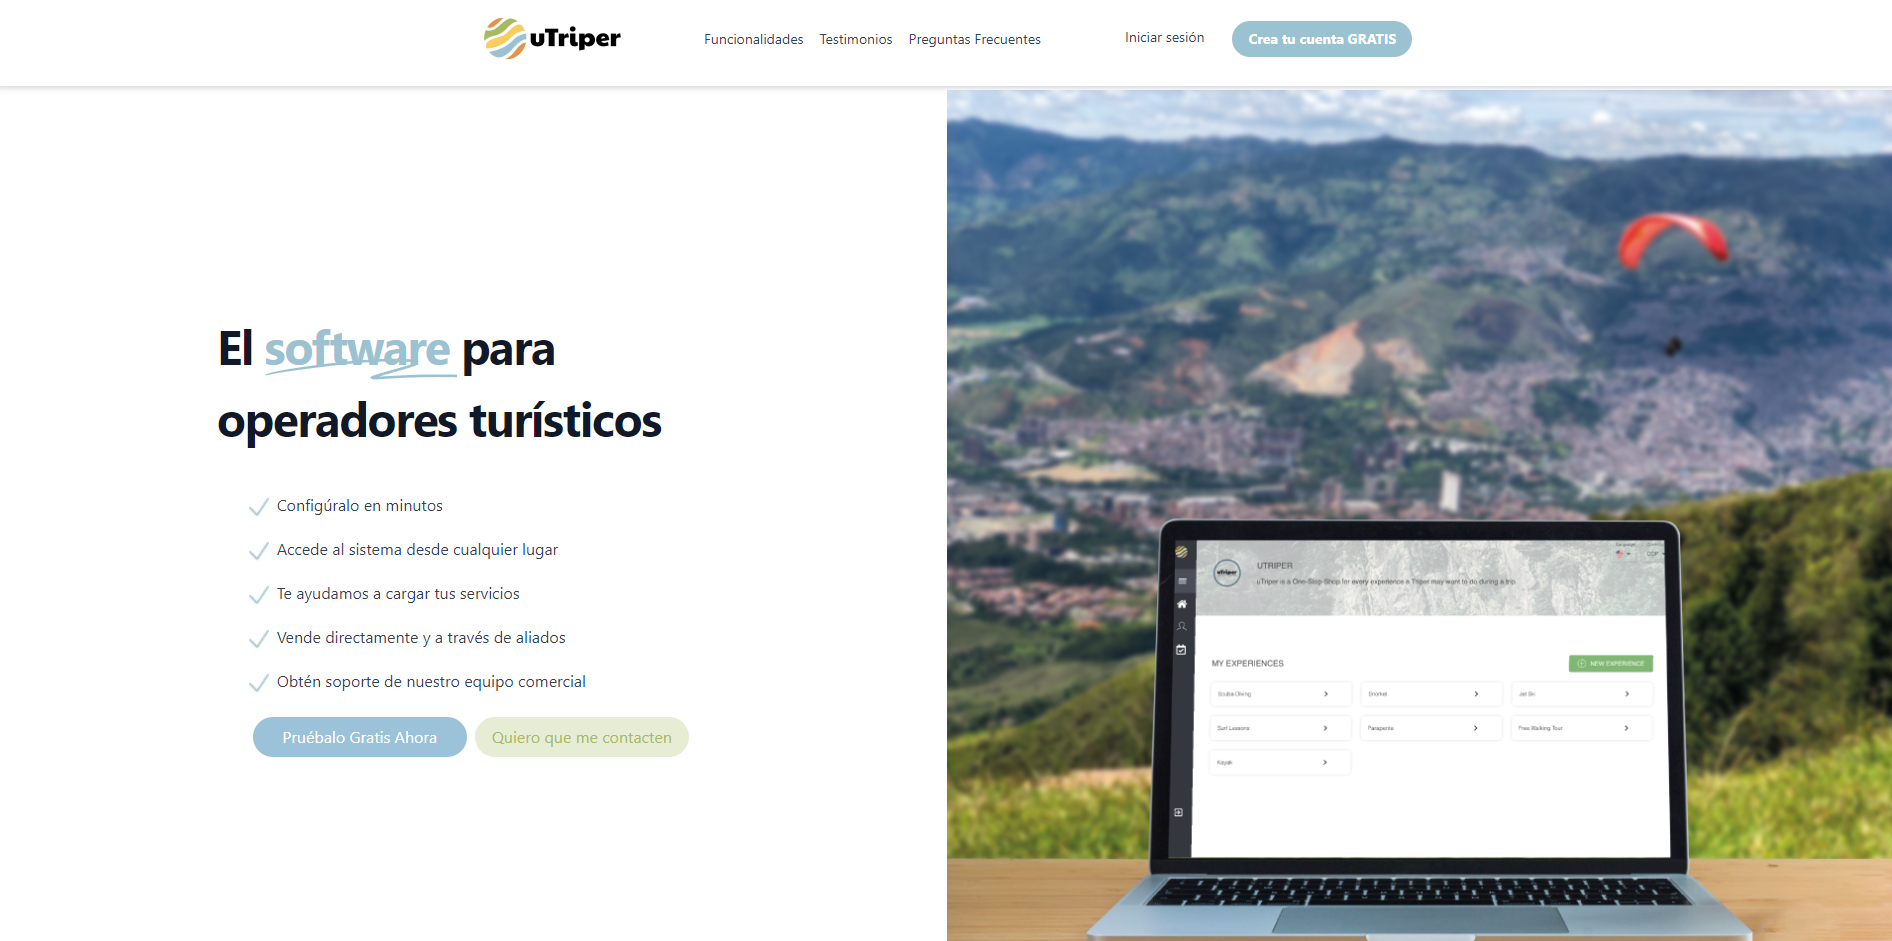 uTriper
Funcionalidades Testimonios Preguntas Frecuentes
Iniciar sesión
Crea tu cuenta GRATIS
El software para
operadores turísticos
Configúralo en minutos
Accede al sistema desde cualquier lugar
Te ayudamos a cargar tus servicios
Vende directamente y a través de aliados
Obtén soporte de nuestro equipo comercial
Pruébalo Gratis Ahora
Quiero que me contacten
uTriper
UTRIPER
uTriper is a One-Stop-Shop for every experience a Triper may want to do during a trip.
COP
MY EXPERIENCES
NEW EXPERIENCE
Scuba Diving
Snorkel
Jet Ski
Surf Lessons
Parapente
Free Walking Tour
Kayak